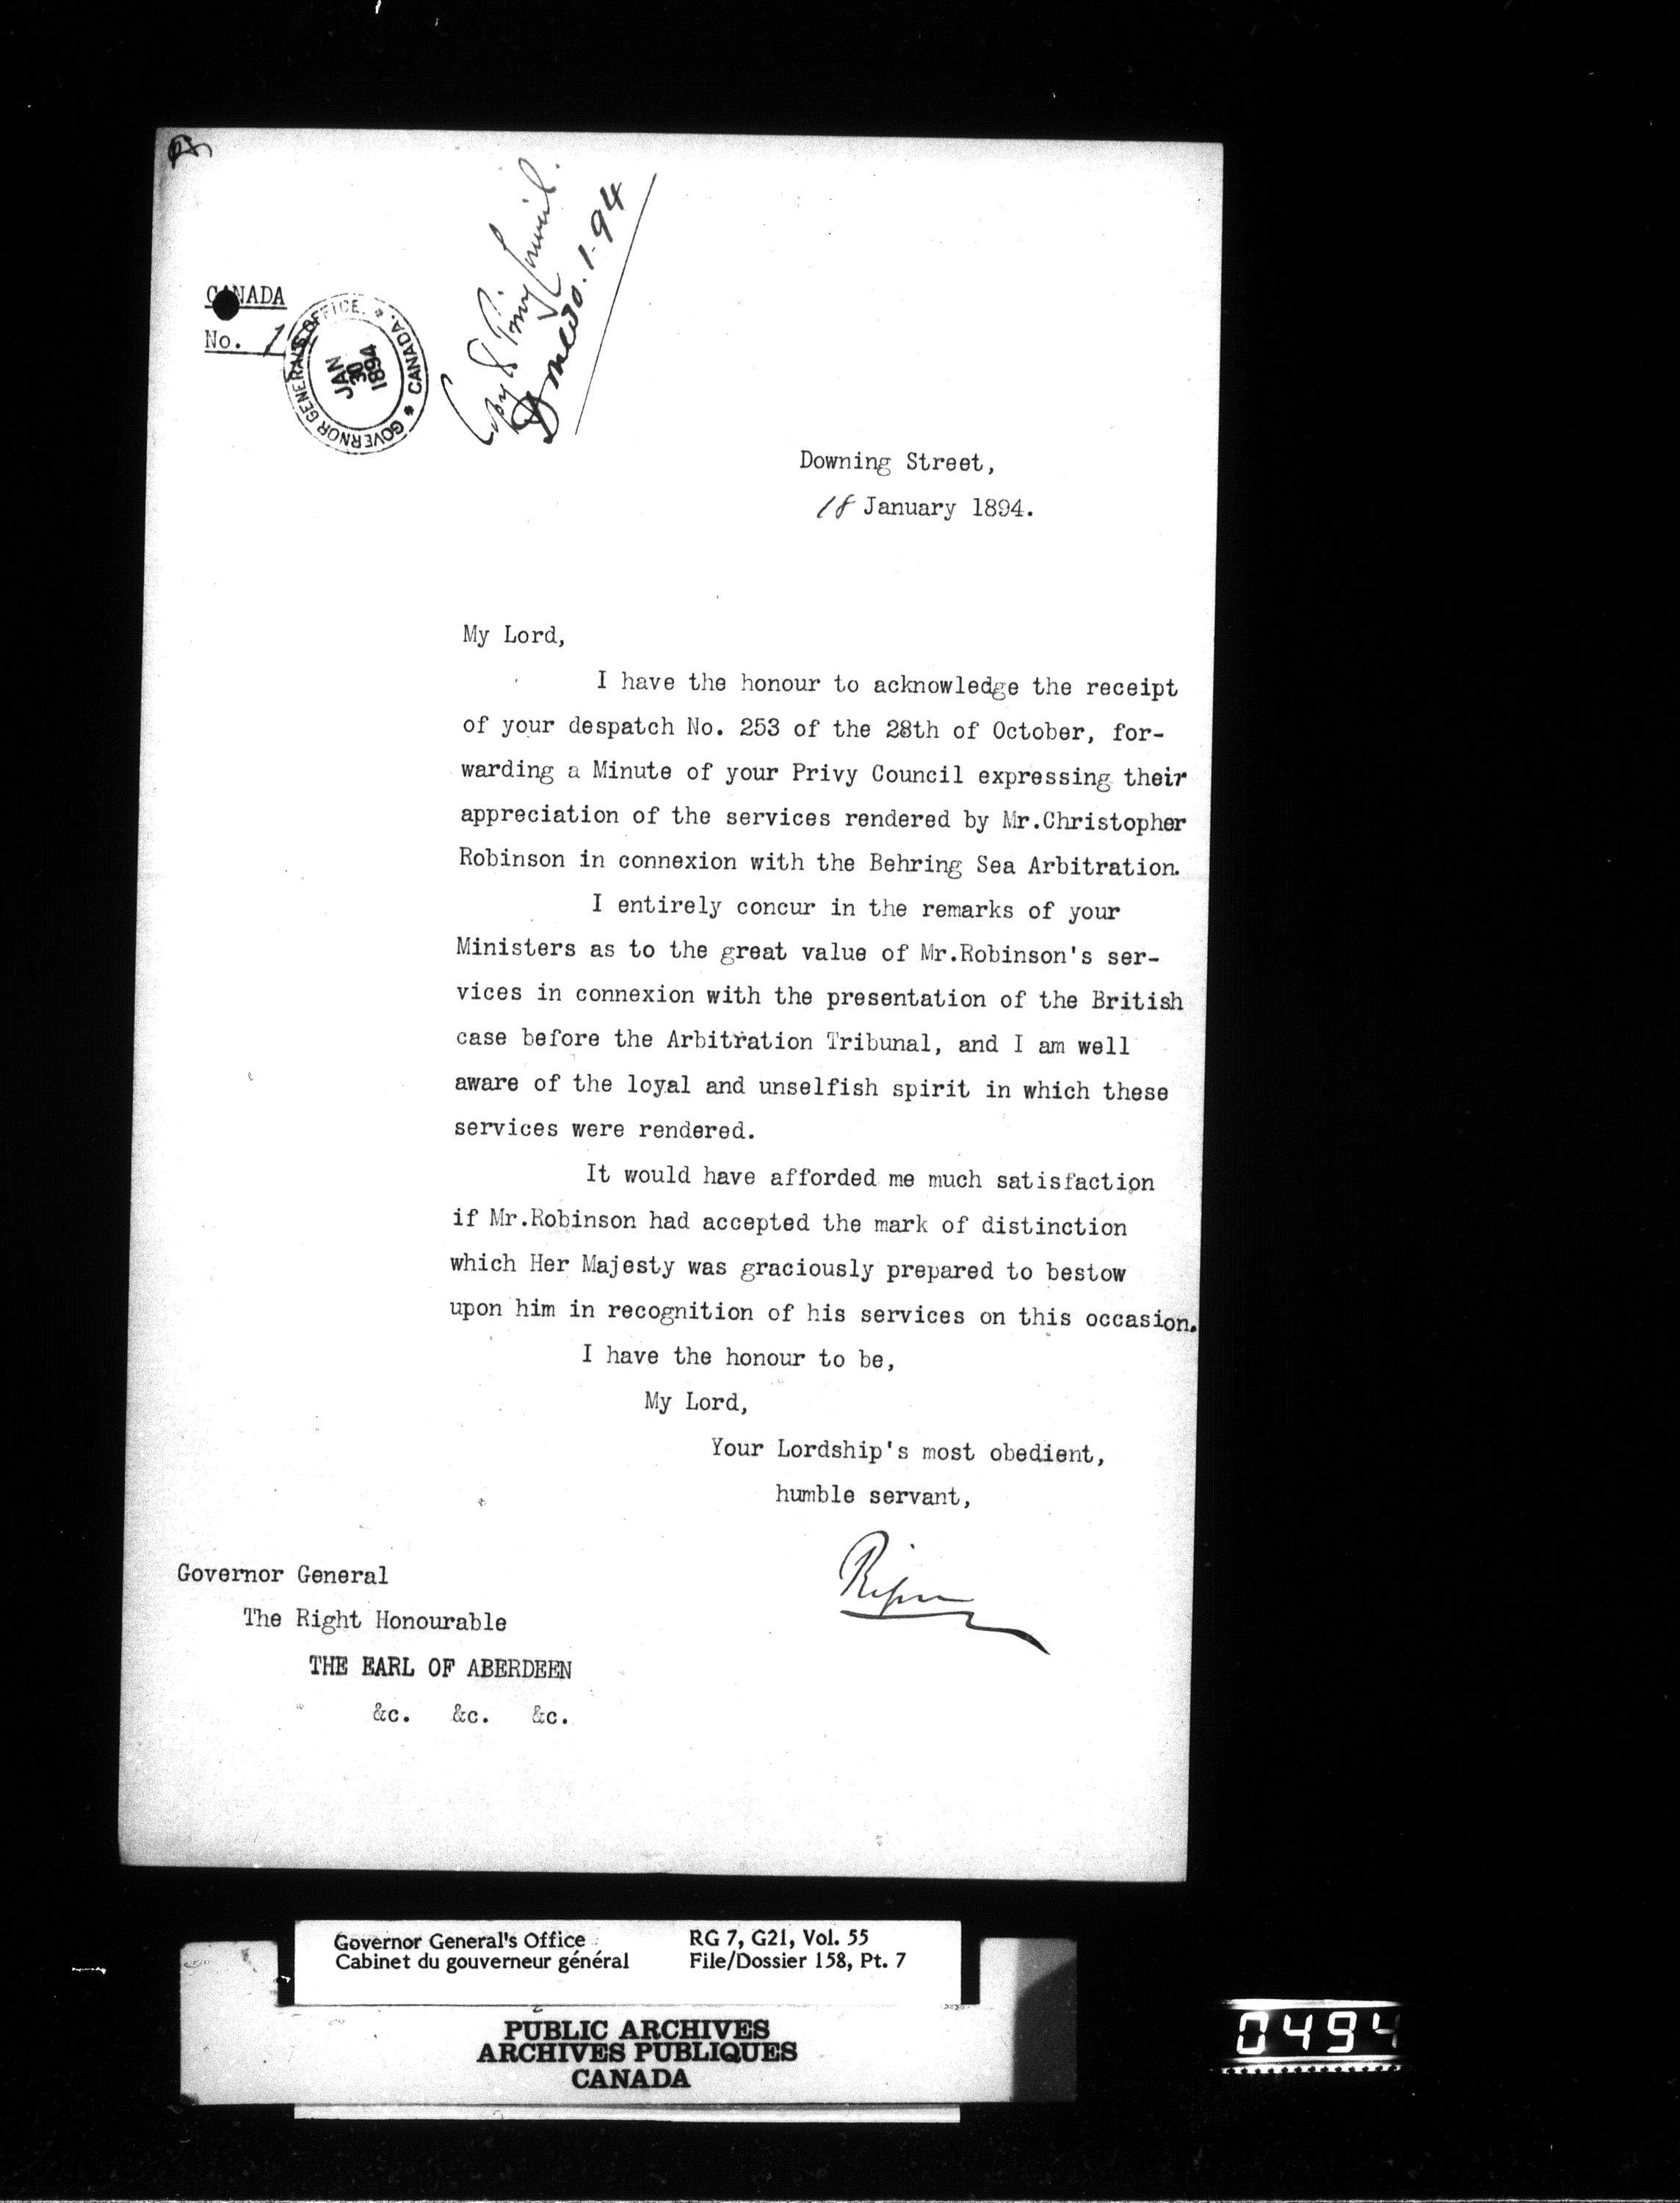 CANADA
No. 1
GOVERNOR GENERAL'S OFFICE. * CANADA. *
JAN
30
1894
Copy to Privy Council.
30.1.94
Downing Street,
18 January 1894.
My Lord,
I have the honour to acknowledge the receipt
of your despatch No. 253 of the 28th of October, for-
warding a Minute of your Privy Council expressing their
appreciation of the services rendered by Mr.Christopher
Robinson in connexion with the Behring Sea Arbitration.
I entirely concur in the remarks of your
Ministers as to the great value of Mr.Robinson's ser-
vices in connexion with the presentation of the British
case before the Arbitration Tribunal, and I am well
aware of the loyal and unselfish spirit in which these
services were rendered.
It would have afforded me much satisfaction
if Mr.Robinson had accepted the mark of distinction
which Her Majesty was graciously prepared to bestow
upon him in recognition of his services on this occasion.
I have the honour to be,
My Lord,
Your Lordship's most obedient,
humble servant,
Ripon
Governor General
The Right Honourable
THE EARL OF ABERDEEN
&c. &c. &c.
Governor General's Office RG 7, G21, Vol. 55
Cabinet du gouverneur général File/Dossier 158, Pt. 7
PUBLIC ARCHIVES
ARCHIVES PUBLIQUES
CANADA
0494